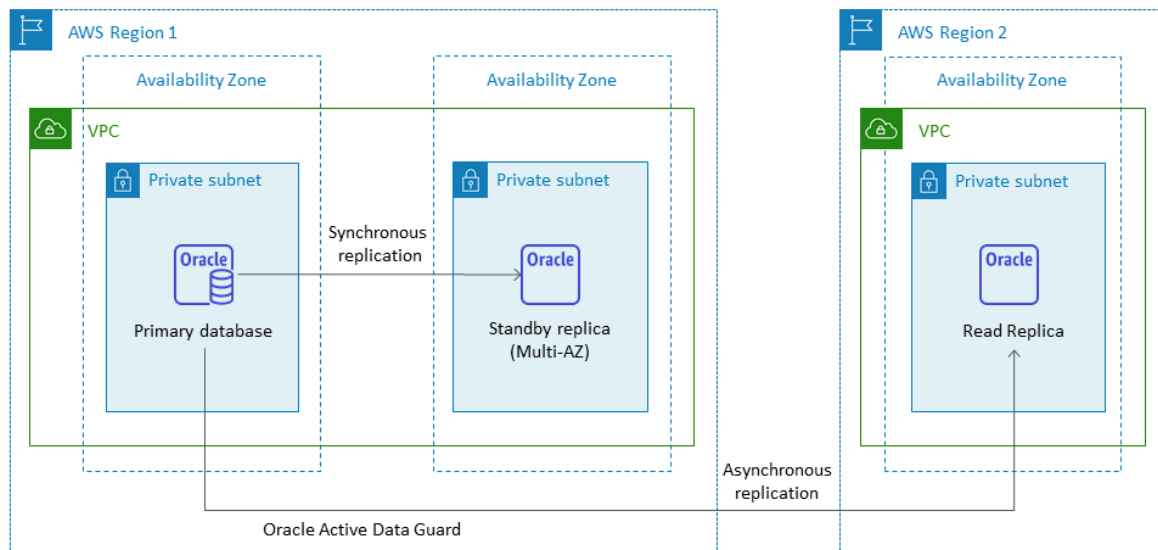 AWS Region 1
AWS Region 2
Availability Zone
Availability Zone
Availability Zone
VPC
VPC
Private subnet
Private subnet
Private subnet
Synchronous
replication
Oracle
Oracle
Oracle
Primary database
Standby replica
(Multi-AZ)
Read Replica
Asynchronous
replication
Oracle Active Data Guard